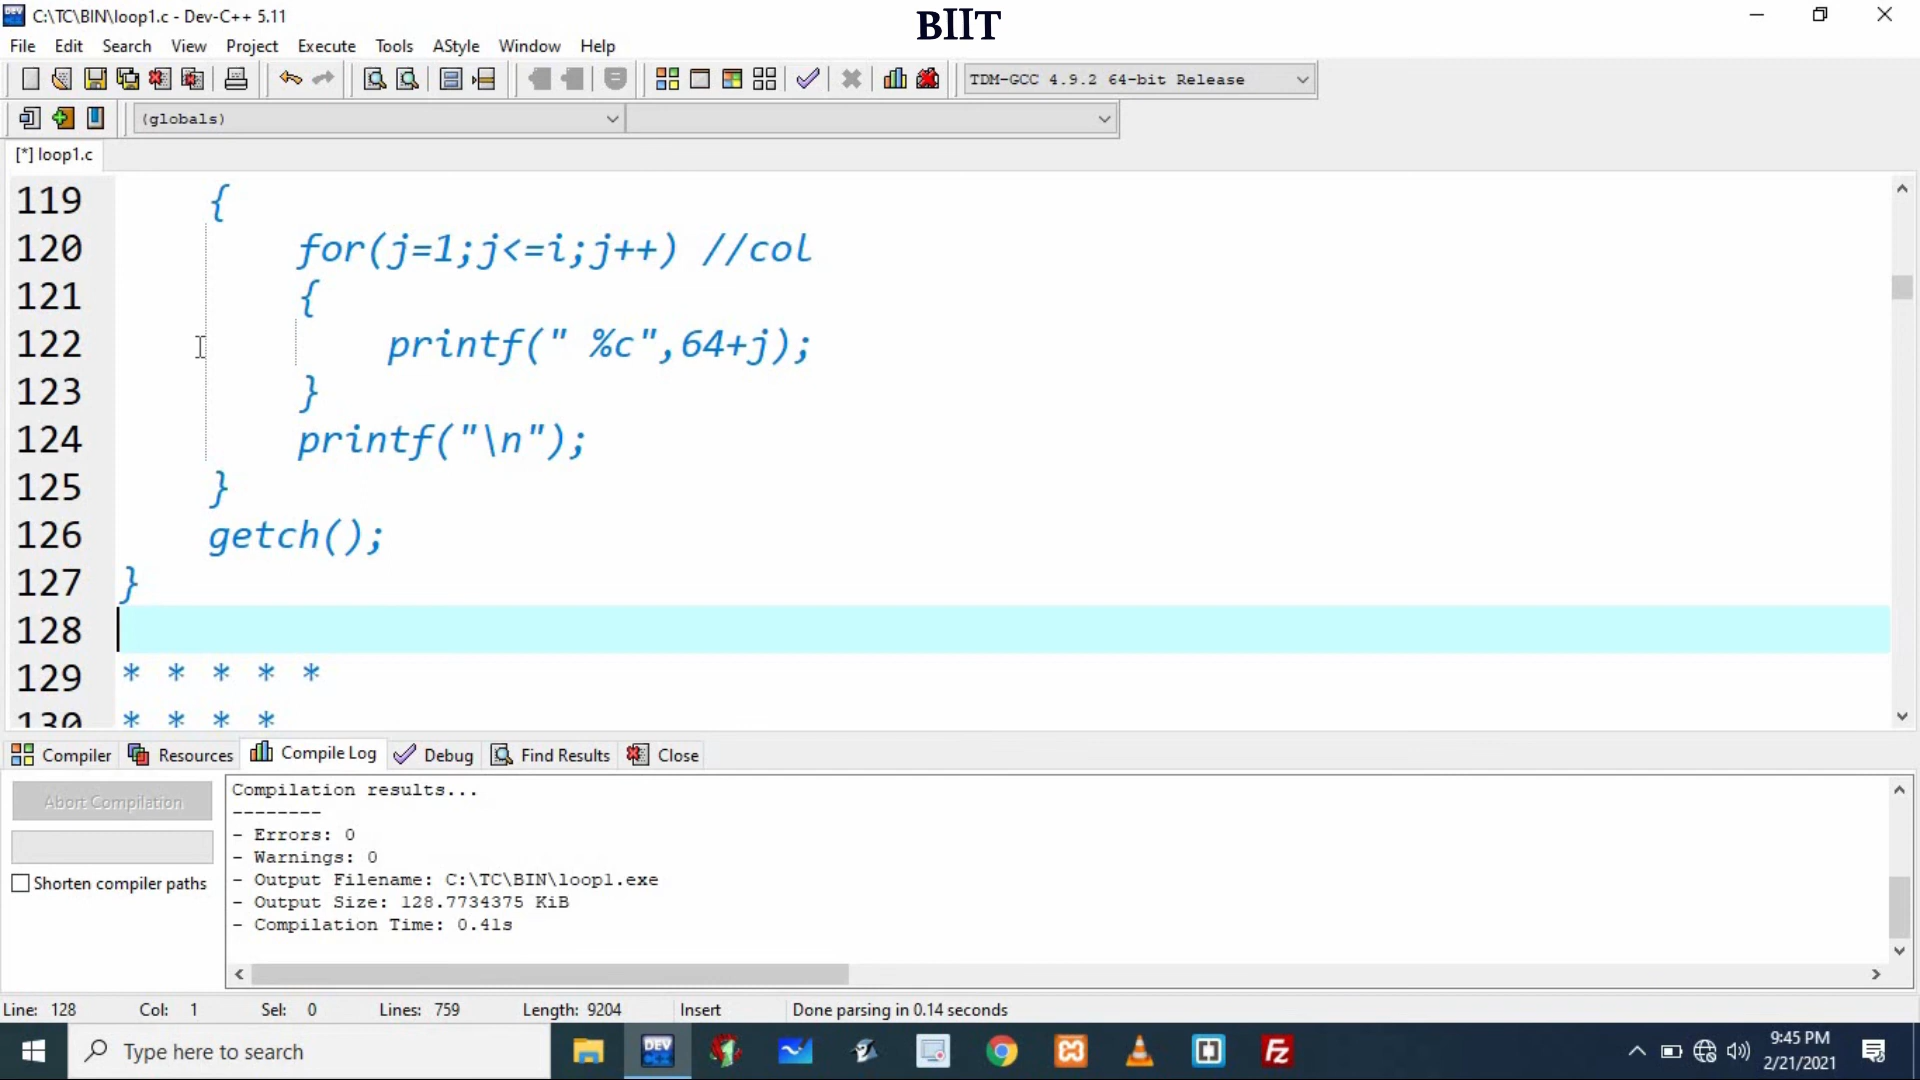 C:\TC\BIN\loop1.c - Dev-C++ 5.11
BIIT
File Edit Search View Project Execute Tools AStyle Window Help
TDM-GCC 4.9.2 64-bit Release
(globals)
[*] loop1.c
119 {
120 for(j=1;j<=i;j++) //col
121 {
122 printf(" %c",64+j);
123 }
124 printf("\n");
125 }
126 getch();
127 }
128
129 * * * * *
130 * * * *
Compiler Resources Compile Log Debug Find Results Close
Abort Compilation
Shorten compiler paths
Compilation results...
--------
- Errors: 0
- Warnings: 0
- Output Filename: C:\TC\BIN\loop1.exe
- Output Size: 128.7734375 KiB
- Compilation Time: 0.41s
Line: 128 Col: 1 Sel: 0 Lines: 759 Length: 9204 Insert Done parsing in 0.14 seconds
Type here to search
DEV C++
Fz
9:45 PM
2/21/2021